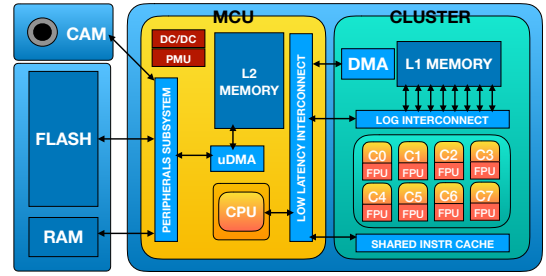 MCU
CLUSTER
CAM
DC/DC
PMU
L2
MEMORY
DMA
L1 MEMORY
LOG INTERCONNECT
FLASH
RAM
PERIPHERALS SUBSYSTEM
uDMA
CPU
LOW LATENCY INTERCONNECT
C0 C1 C2 C3
FPU FPU FPU FPU
C4 C5 C6 C7
FPU FPU FPU FPU
SHARED INSTR CACHE